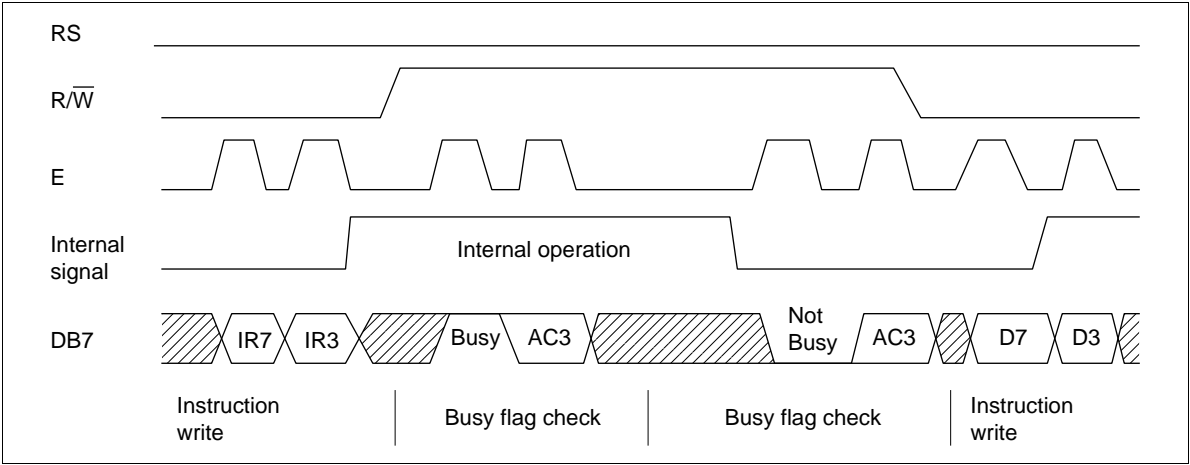 RS
R/W̅
E
Internal
signal
Internal operation
DB7
IR7
IR3
Busy
AC3
Not
Busy
AC3
D7
D3
Instruction
write
Busy flag check
Busy flag check
Instruction
write